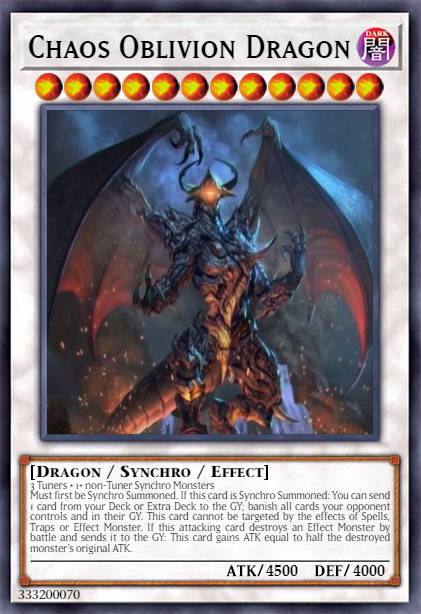 Chaos Oblivion Dragon
DARK
闇
[Dragon / Synchro / Effect]
3 Tuners + 1+ non-Tuner Synchro Monsters
Must first be Synchro Summoned. If this card is Synchro Summoned: You can send
1 card from your Deck or Extra Deck to the GY; banish all cards your opponent
controls and in their GY. This card cannot be targeted by the effects of Spells,
Traps or Effect Monster. If this attacking card destroys an Effect Monster by
battle and sends it to the GY: This card gains ATK equal to half the destroyed
monster's original ATK.
ATK/4500 DEF/4000
333200070